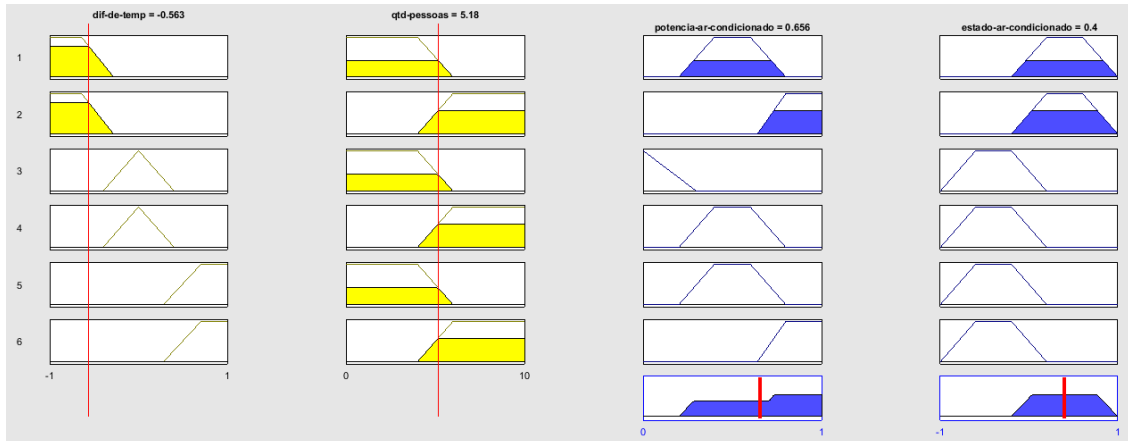 dif-de-temp = -0.563
qtd-pessoas = 5.18
potencia-ar-condicionado = 0.656
estado-ar-condicionado = 0.4
1
2
3
4
5
6
-1 1
0 10
0 1
-1 1